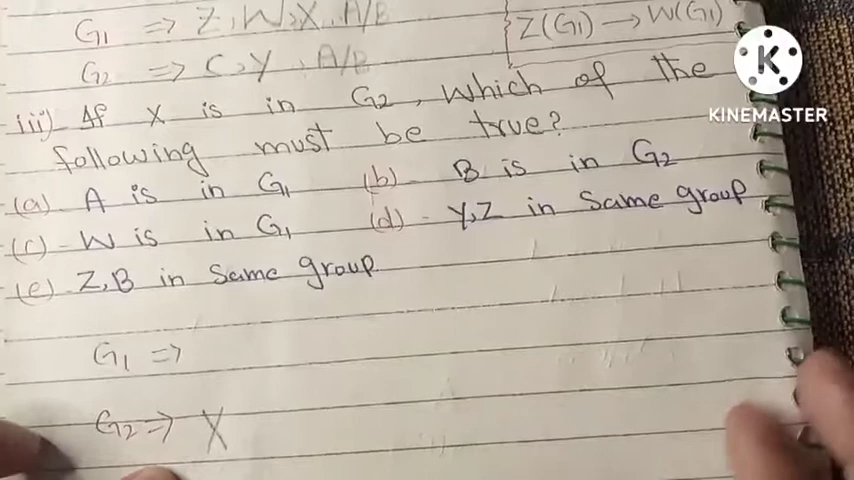 G1 => Z, W, X, A/B
Z(G1) → W(G1)
G2 => C, Y, A/B
K
KINEMASTER
iii) If X is in G2, which of the
following must be true?
(a) A is in G1 (b) - B is in G2
(c) - W is in G1 (d) - Y,Z in Same group
(e) Z,B in Same group
G1 =>
G2 => X